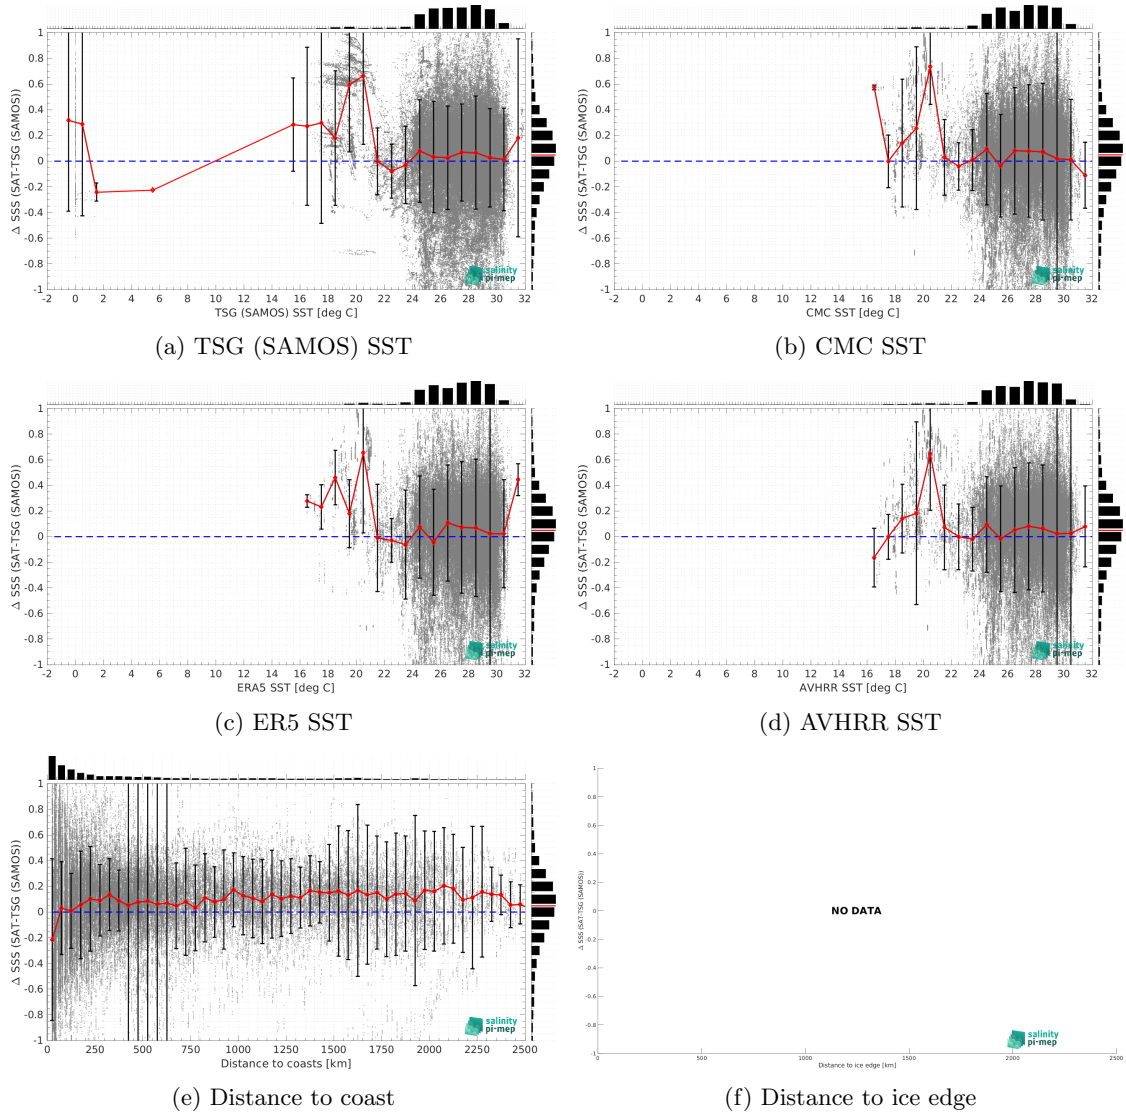 1
0.8
0.6
0.4
0.2
0
-0.2
-0.4
-0.6
-0.8
-1
Δ SSS (SAT-TSG (SAMOS))
salinity
pi-mep
-2 0 2 4 6 8 10 12 14 16 18 20 22 24 26 28 30 32
TSG (SAMOS) SST [deg C]
(a) TSG (SAMOS) SST
1
0.8
0.6
0.4
0.2
0
-0.2
-0.4
-0.6
-0.8
-1
Δ SSS (SAT-TSG (SAMOS))
salinity
pi-mep
-2 0 2 4 6 8 10 12 14 16 18 20 22 24 26 28 30 32
CMC SST [deg C]
(b) CMC SST
1
0.8
0.6
0.4
0.2
0
-0.2
-0.4
-0.6
-0.8
-1
Δ SSS (SAT-TSG (SAMOS))
salinity
pi-mep
-2 0 2 4 6 8 10 12 14 16 18 20 22 24 26 28 30 32
ERA5 SST [deg C]
(c) ER5 SST
1
0.8
0.6
0.4
0.2
0
-0.2
-0.4
-0.6
-0.8
-1
Δ SSS (SAT-TSG (SAMOS))
salinity
pi-mep
-2 0 2 4 6 8 10 12 14 16 18 20 22 24 26 28 30 32
AVHRR SST [deg C]
(d) AVHRR SST
1
0.8
0.6
0.4
0.2
0
-0.2
-0.4
-0.6
-0.8
-1
Δ SSS (SAT-TSG (SAMOS))
salinity
pi-mep
0 250 500 750 1000 1250 1500 1750 2000 2250 2500
Distance to coasts [km]
(e) Distance to coast
1
0.8
0.6
0.4
0.2
0
-0.2
-0.4
-0.6
-0.8
-1
Δ SSS (SAT-TSG (SAMOS))
NO DATA
salinity
pi-mep
0 500 1000 1500 2000 2500
Distance to ice edge [km]
(f) Distance to ice edge